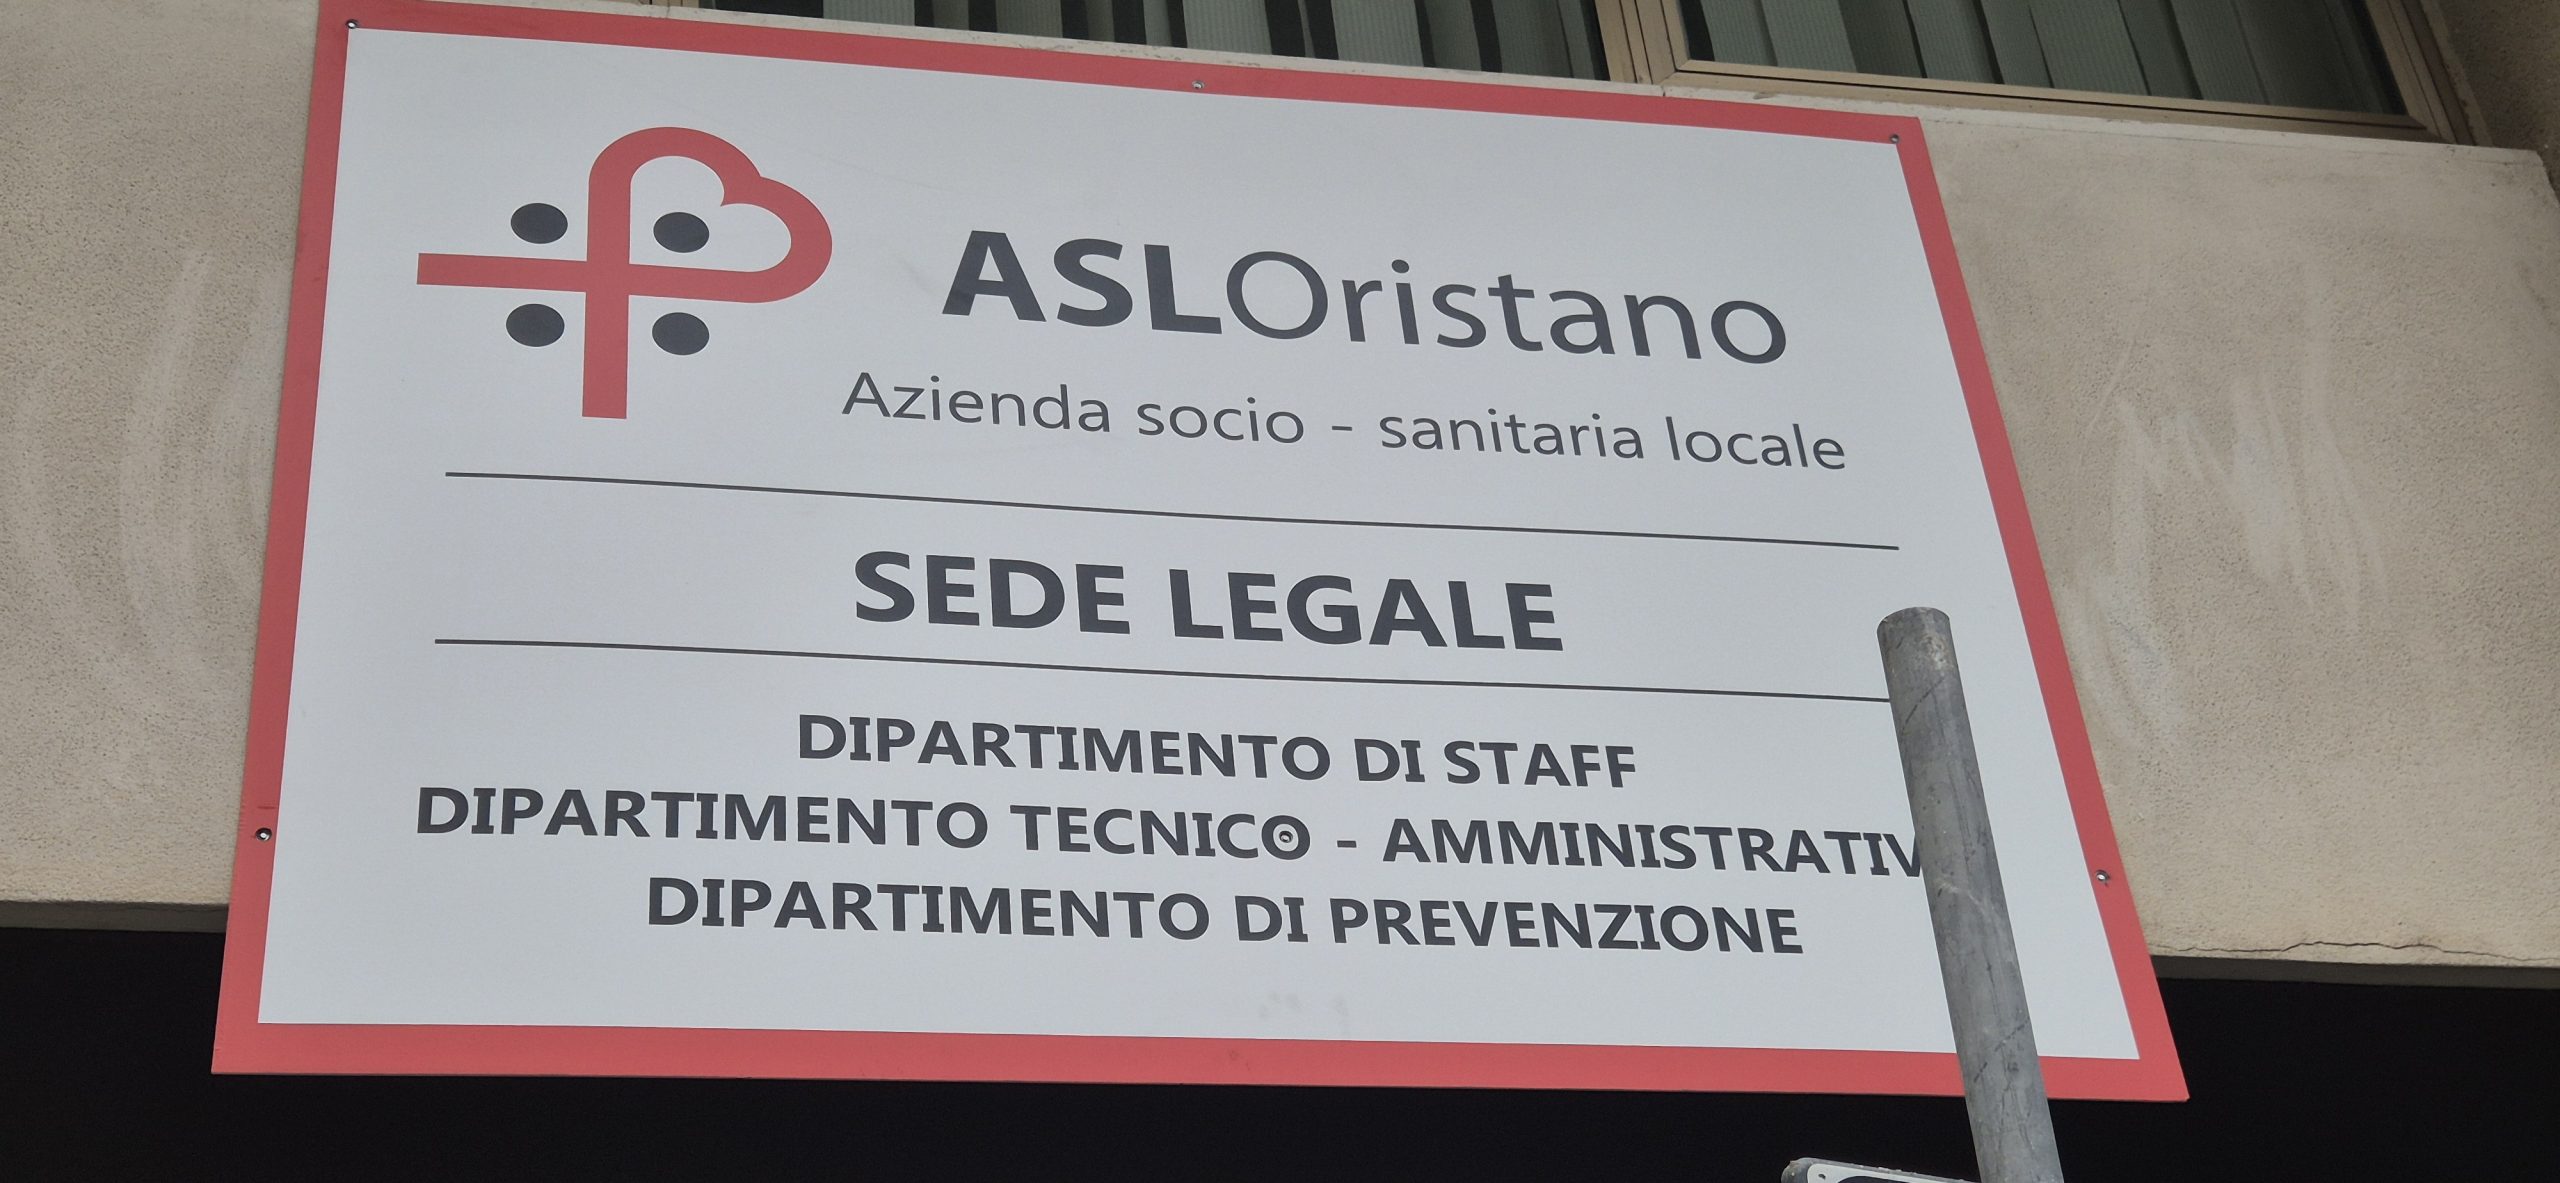 ASLOristano
Azienda socio - sanitaria locale
SEDE LEGALE
DIPARTIMENTO DI STAFF
DIPARTIMENTO TECNICO - AMMINISTRATIV
DIPARTIMENTO DI PREVENZIONE